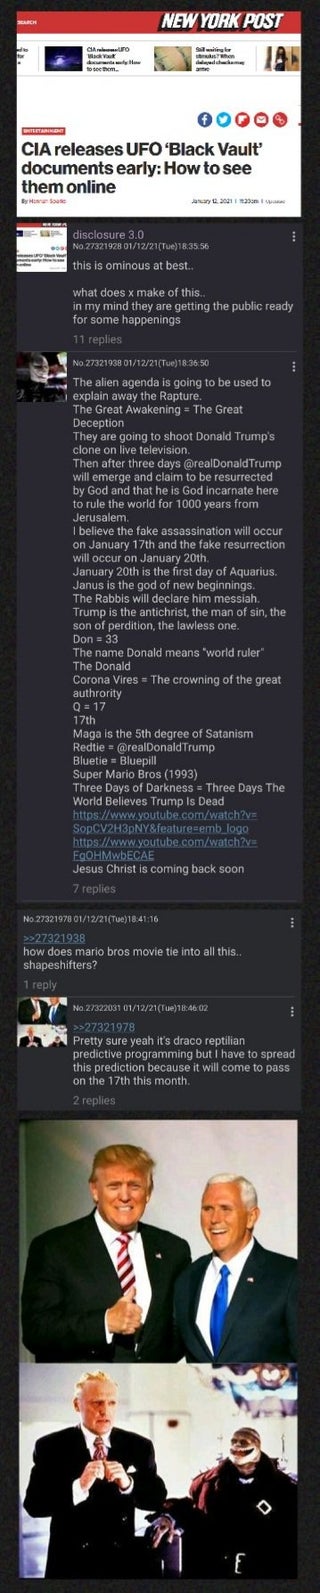 SEARCH
NEW YORK POST
CIA releases UFO
'Black Vault'
documents early: How
to see them...
Still waiting for
stimulus? When
delayed checks may
arrive
ENTERTAINMENT
CIA releases UFO 'Black Vault'
documents early: How to see
them online
By Hannah Sparks
January 12, 2021 | 11:20am | Updated
disclosure 3.0
No.27321928 01/12/21(Tue)18:35:56
this is ominous at best..
what does x make of this..
in my mind they are getting the public ready
for some happenings
11 replies
No.27321938 01/12/21(Tue)18:36:50
The alien agenda is going to be used to
explain away the Rapture.
The Great Awakening = The Great
Deception
They are going to shoot Donald Trump's
clone on live television.
Then after three days @realDonaldTrump
will emerge and claim to be resurrected
by God and that he is God incarnate here
to rule the world for 1000 years from
Jerusalem.
I believe the fake assassination will occur
on January 17th and the fake resurrection
will occur on January 20th.
January 20th is the first day of Aquarius.
Janus is the god of new beginnings.
The Rabbis will declare him messiah.
Trump is the antichrist, the man of sin, the
son of perdition, the lawless one.
Don = 33
The name Donald means "world ruler"
The Donald
Corona Vires = The crowning of the great
authrority
Q = 17
17th
Maga is the 5th degree of Satanism
Redtie = @realDonaldTrump
Bluetie = Bluepill
Super Mario Bros (1993)
Three Days of Darkness = Three Days The
World Believes Trump Is Dead
https://www.youtube.com/watch?v=
SopCV2H3pNY&feature=emb_logo
https://www.youtube.com/watch?v=
FgOHMwbECAE
Jesus Christ is coming back soon
7 replies
No.27321978 01/12/21(Tue)18:41:16
>>27321938
how does mario bros movie tie into all this..
shapeshifters?
1 reply
No.27322031 01/12/21(Tue)18:46:02
>>27321978
Pretty sure yeah it's draco reptilian
predictive programming but I have to spread
this prediction because it will come to pass
on the 17th this month.
2 replies